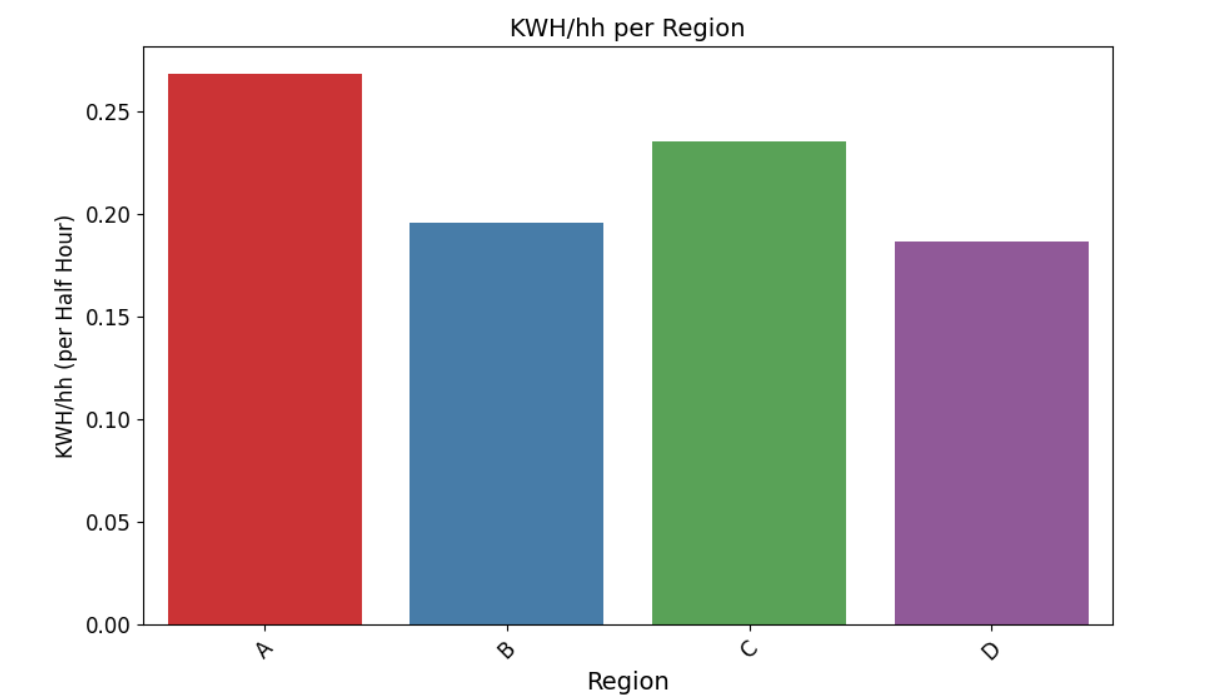 KWH/hh per Region
KWH/hh (per Half Hour)
0.25
0.20
0.15
0.10
0.05
0.00
A
B
C
D
Region